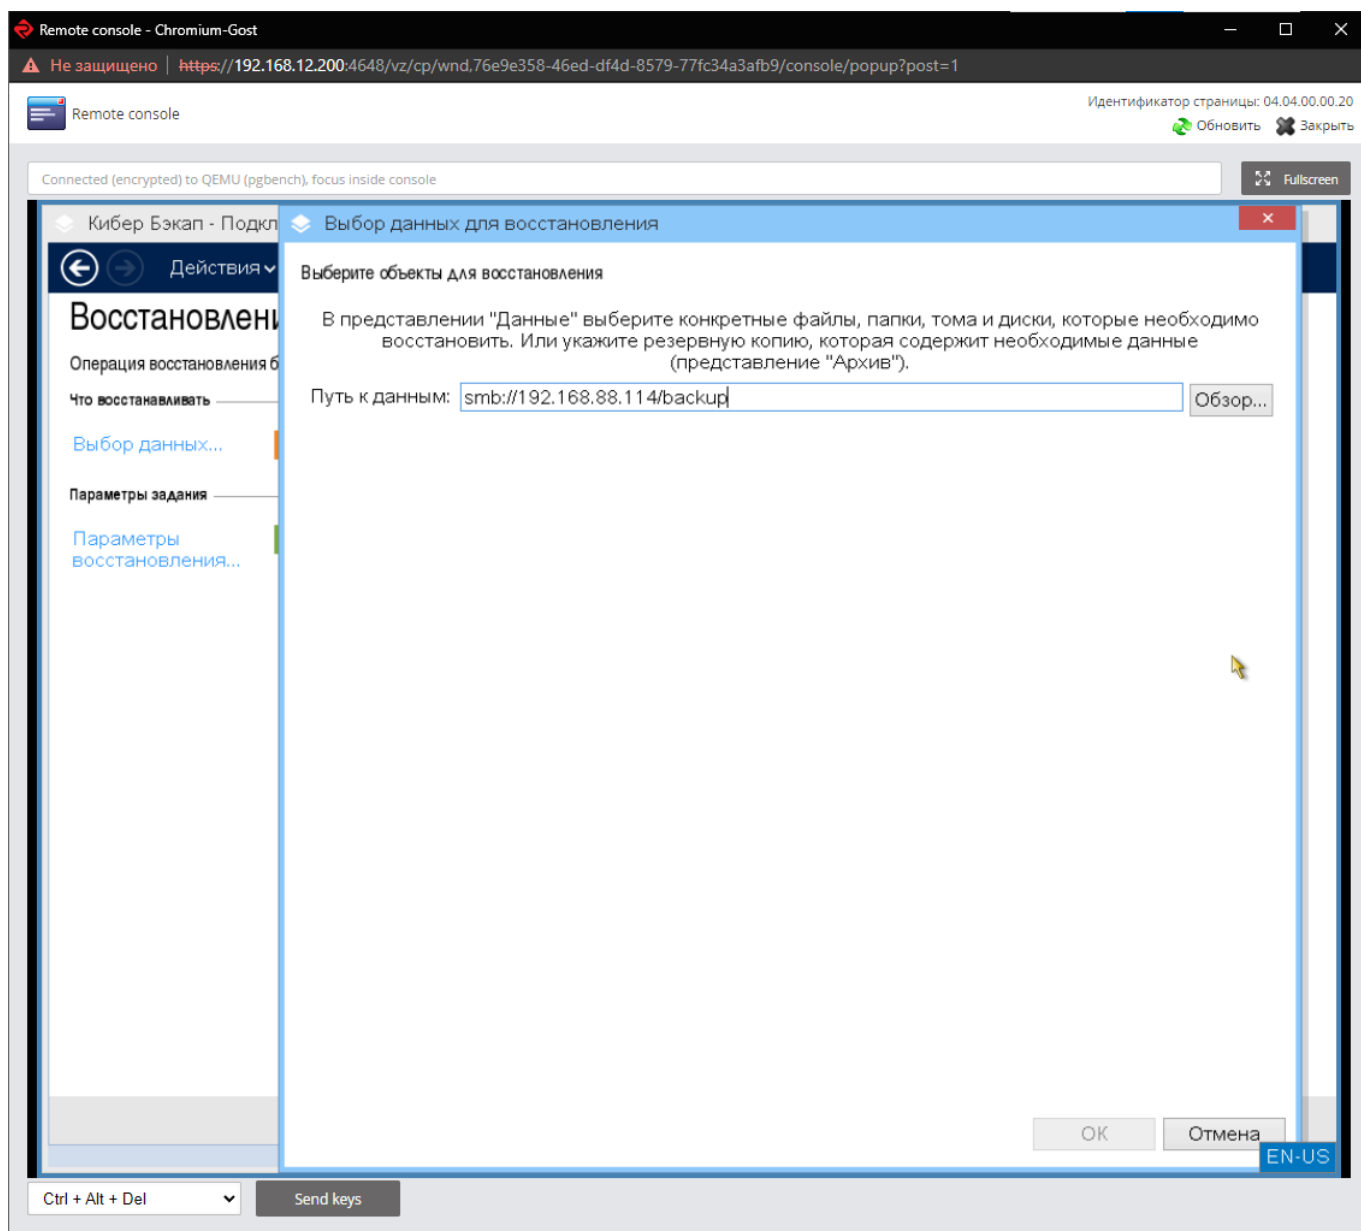 Remote console - Chromium-Gost
Не защищено https://192.168.12.200:4648/vz/cp/wnd,76e9e358-46ed-df4d-8579-77fc34a3afb9/console/popup?post=1
Remote console
Идентификатор страницы: 04.04.00.00.20
Обновить Закрыть
Connected (encrypted) to QEMU (pgbench), focus inside console
Fullscreen
Кибер Бэкап - Подкл
Выбор данных для восстановления
Действия
Выберите объекты для восстановления
Восстановлени
В представлении "Данные" выберите конкретные файлы, папки, тома и диски, которые необходимо
восстановить. Или укажите резервную копию, которая содержит необходимые данные
(представление "Архив").
Операция восстановления б
Путь к данным: smb://192.168.88.114/backup Обзор...
Что восстанавливать
Выбор данных...
Параметры задания
Параметры
восстановления...
ОК Отмена
EN-US
Ctrl + Alt + Del Send keys